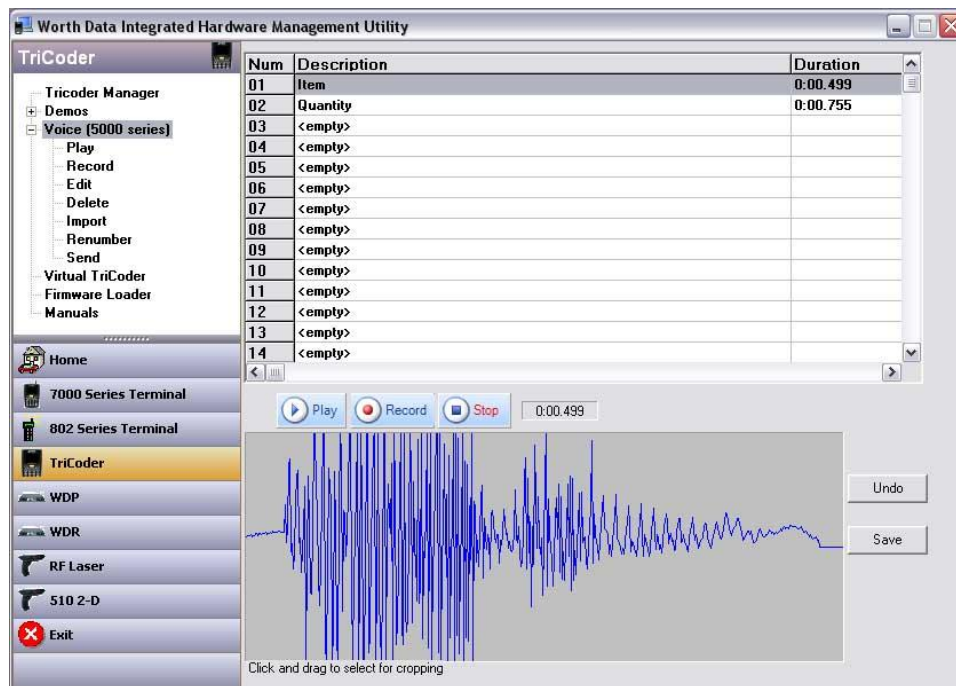 Worth Data Integrated Hardware Management Utility
TriCoder
Tricoder Manager
Demos
Voice (5000 series)
Play
Record
Edit
Delete
Import
Renumber
Send
Virtual TriCoder
Firmware Loader
Manuals
Home
7000 Series Terminal
802 Series Terminal
TriCoder
WDP
WDR
RF Laser
510 2-D
Exit
Num Description Duration
01 Item 0:00.499
02 Quantity 0:00.755
03 <empty>
04 <empty>
05 <empty>
06 <empty>
07 <empty>
08 <empty>
09 <empty>
10 <empty>
11 <empty>
12 <empty>
13 <empty>
14 <empty>
Play Record Stop 0:00.499
Undo
Save
Click and drag to select for cropping